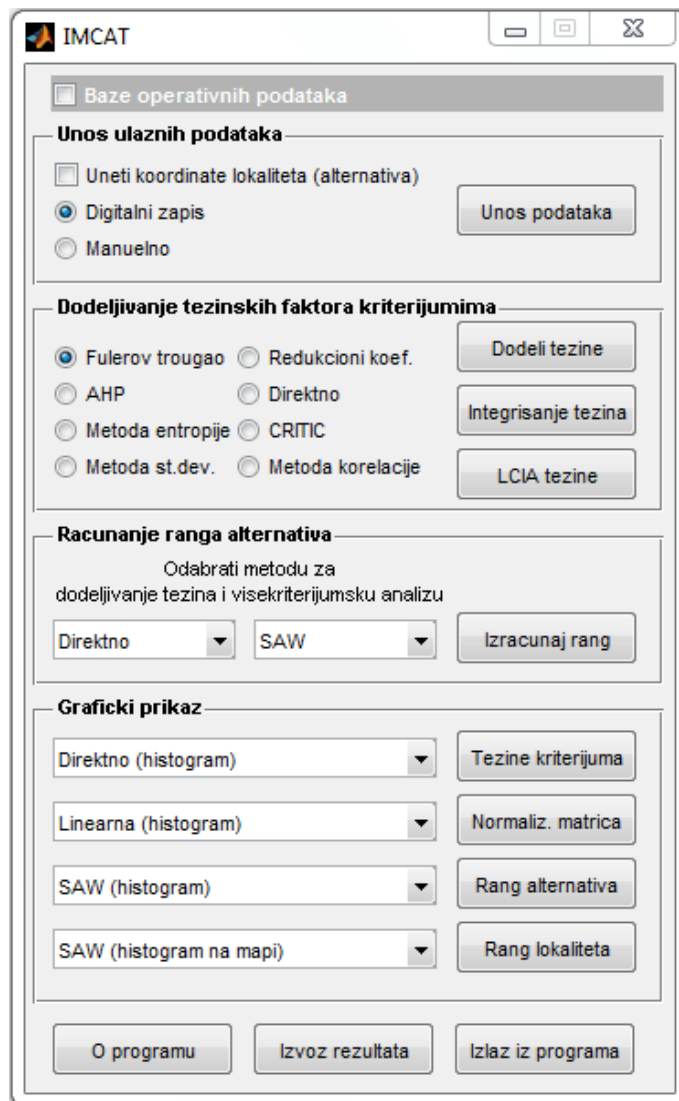 IMCAT
Baze operativnih podataka
Unos ulaznih podataka
Uneti koordinate lokaliteta (alternativa)
Digitalni zapis
Unos podataka
Manuelno
Dodeljivanje tezinskih faktora kriterijumima
Fulerov trougao Redukcioni koef.
Dodeli tezine
AHP Direktno
Integrisanje tezina
Metoda entropije CRITIC
Metoda st.dev. Metoda korelacije
LCIA tezine
Racunanje ranga alternativa
Odabrati metodu za
dodeljivanje tezina i visekriterijumsku analizu
Direktno SAW Izracunaj rang
Graficki prikaz
Direktno (histogram) Tezine kriterijuma
Linearna (histogram) Normaliz. matrica
SAW (histogram) Rang alternativa
SAW (histogram na mapi) Rang lokaliteta
O programu Izvoz rezultata Izlaz iz programa